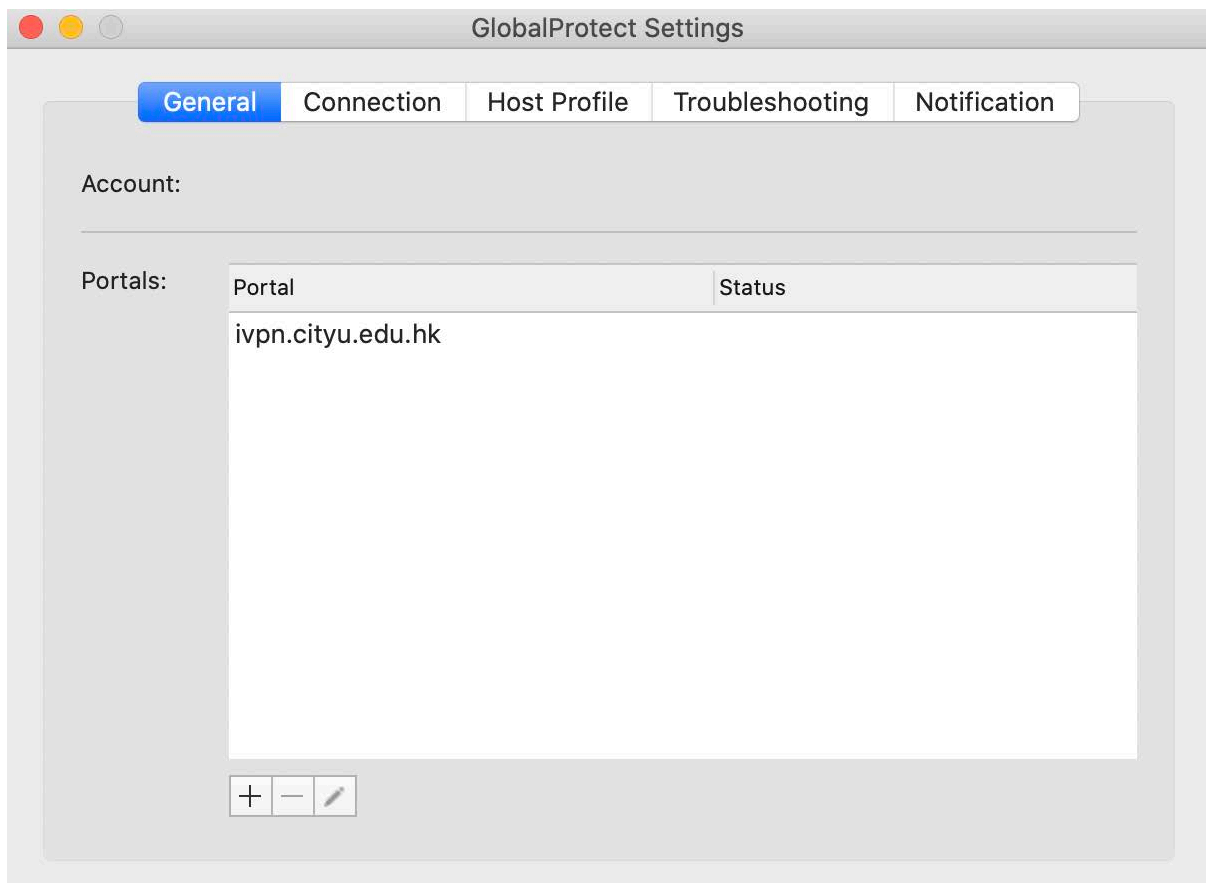 GlobalProtect Settings
General Connection Host Profile Troubleshooting Notification
Account:
Portals:
Portal Status
ivpn.cityu.edu.hk